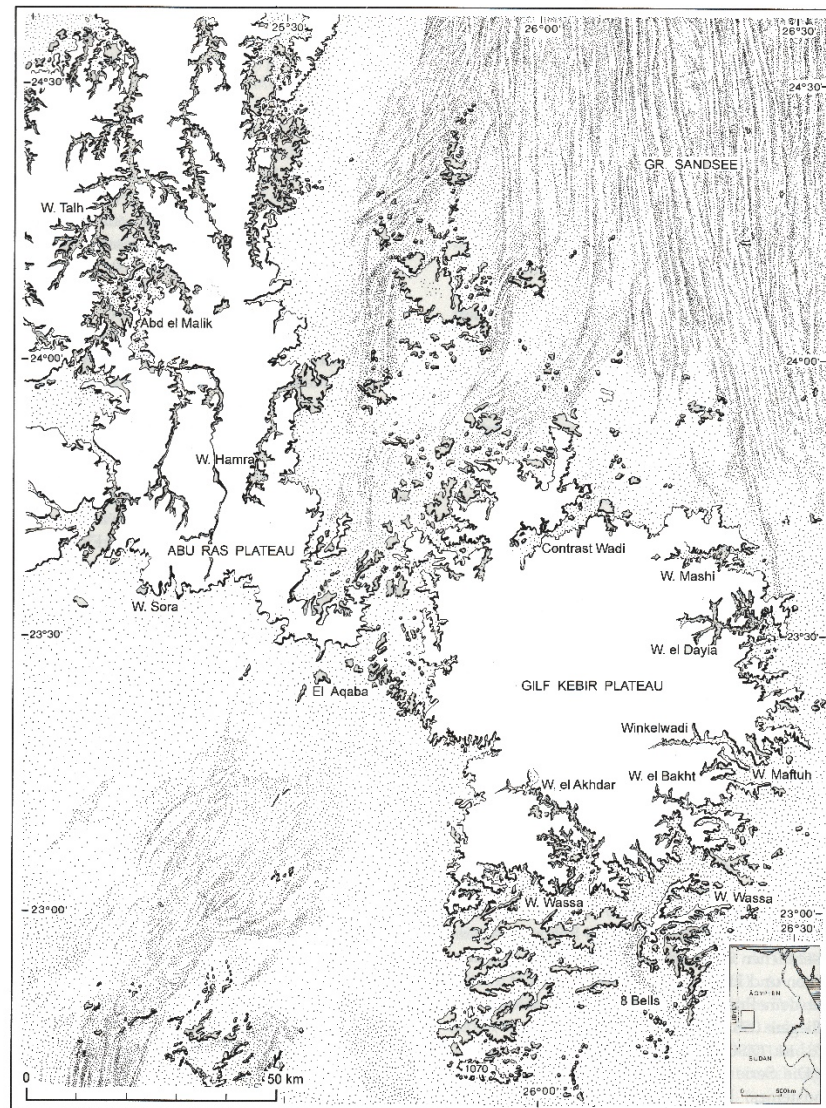 25°30'
26°00'
26°30'
24°30'
24°30'
GR. SANDSEE
W. Talh
W. Abd el Malik
24°00'
24°00'
W. Hamra
ABU RAS PLATEAU
Contrast Wadi
W. Mashi
W. Sora
23°30'
23°30'
W. el Dayia
El Aqaba
GILF KEBIR PLATEAU
Winkelwadi
W. el Bakht
W. Maftuh
W. el Akhdar
W. Wassa
W. Wassa
23°00'
23°00'
26°30'
8 Bells
ÄGYPTEN
LIBYEN
SUDAN
0 500km
1070
0 50 km
26°00'